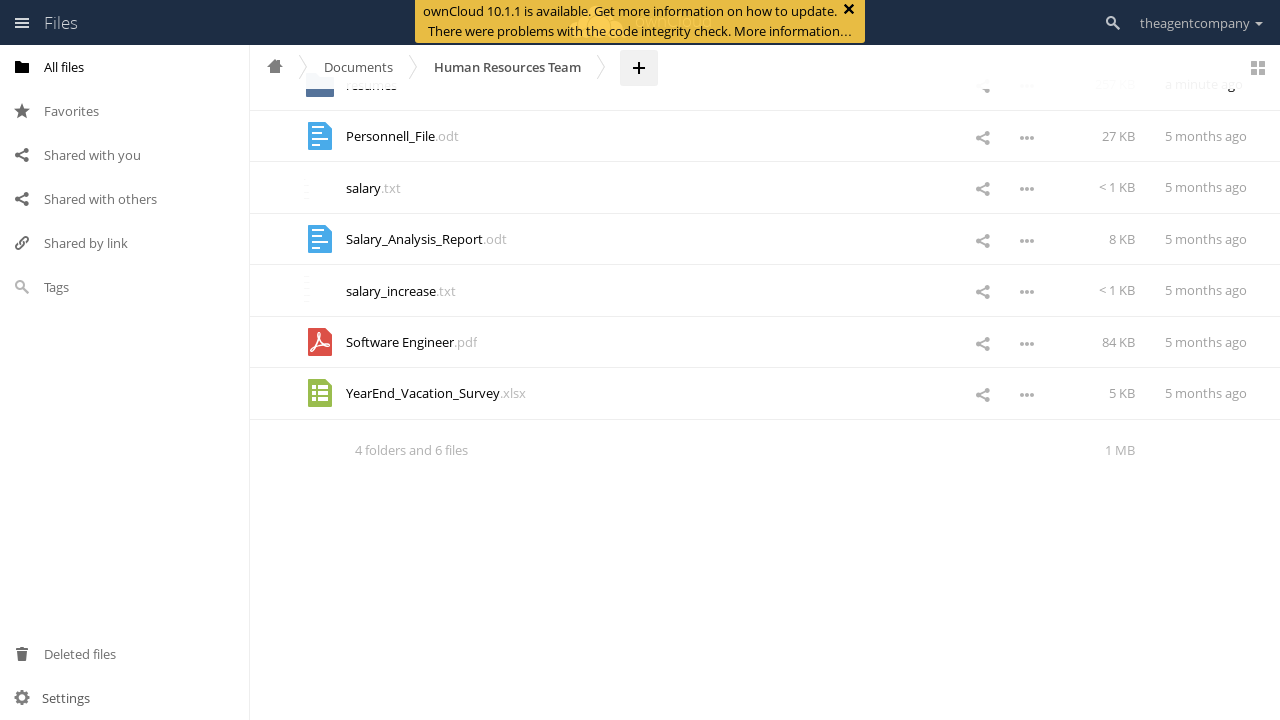 Files
ownCloud 10.1.1 is available. Get more information on how to update.
There were problems with the code integrity check. More information…
theagentcompany
All files
Favorites
Shared with you
Shared with others
Shared by link
Tags
Deleted files
Settings
Documents
Human Resources Team
resumes a minute ago
Personnell_File.odt 27 KB 5 months ago
salary.txt < 1 KB 5 months ago
Salary_Analysis_Report.odt 8 KB 5 months ago
salary_increase.txt < 1 KB 5 months ago
Software Engineer.pdf 84 KB 5 months ago
YearEnd_Vacation_Survey.xlsx 5 KB 5 months ago
4 folders and 6 files 1 MB